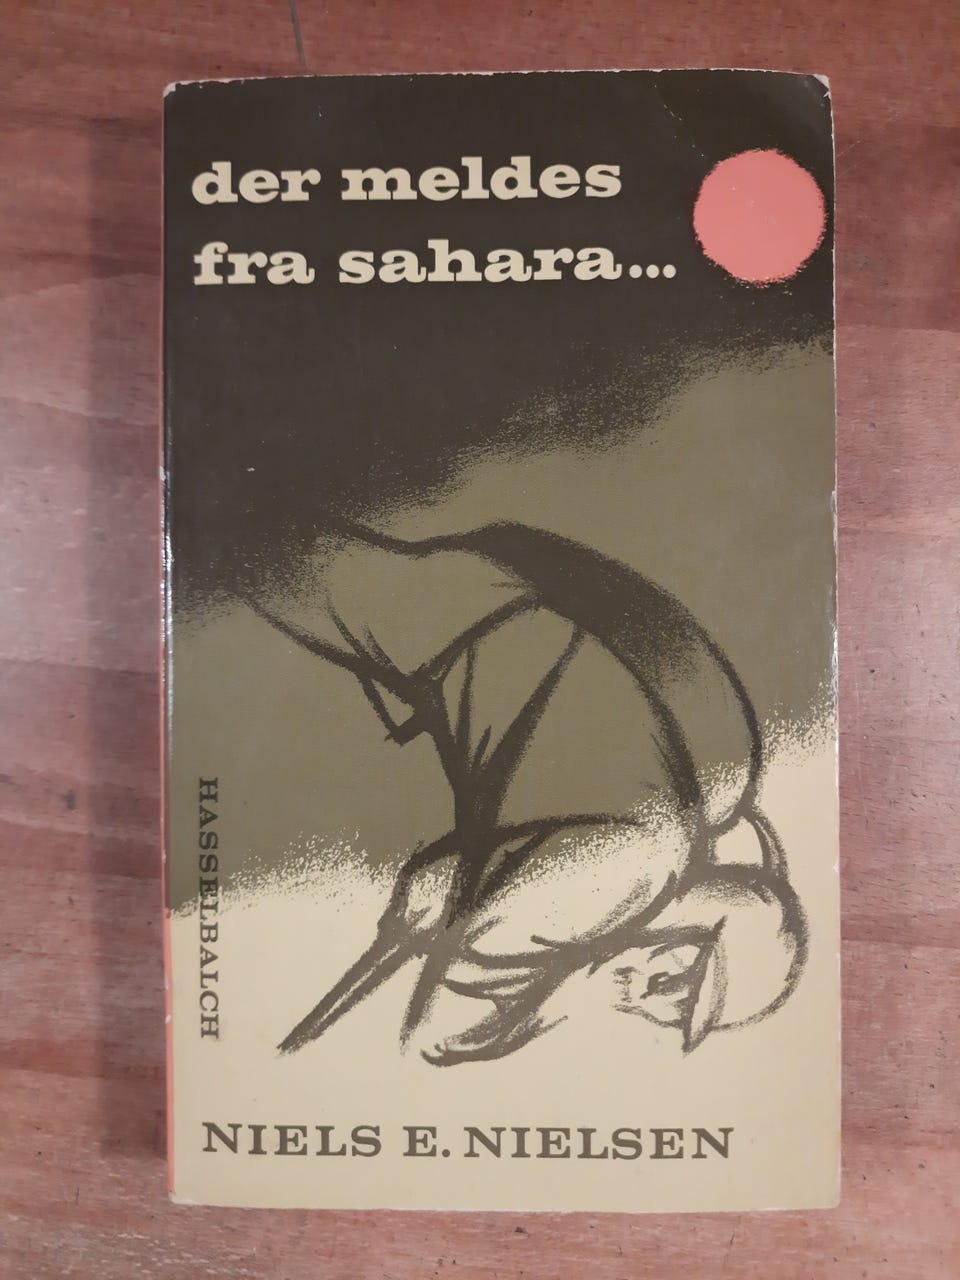 der meldes
fra sahara...
HASSELBALCH
NIELS E. NIELSEN